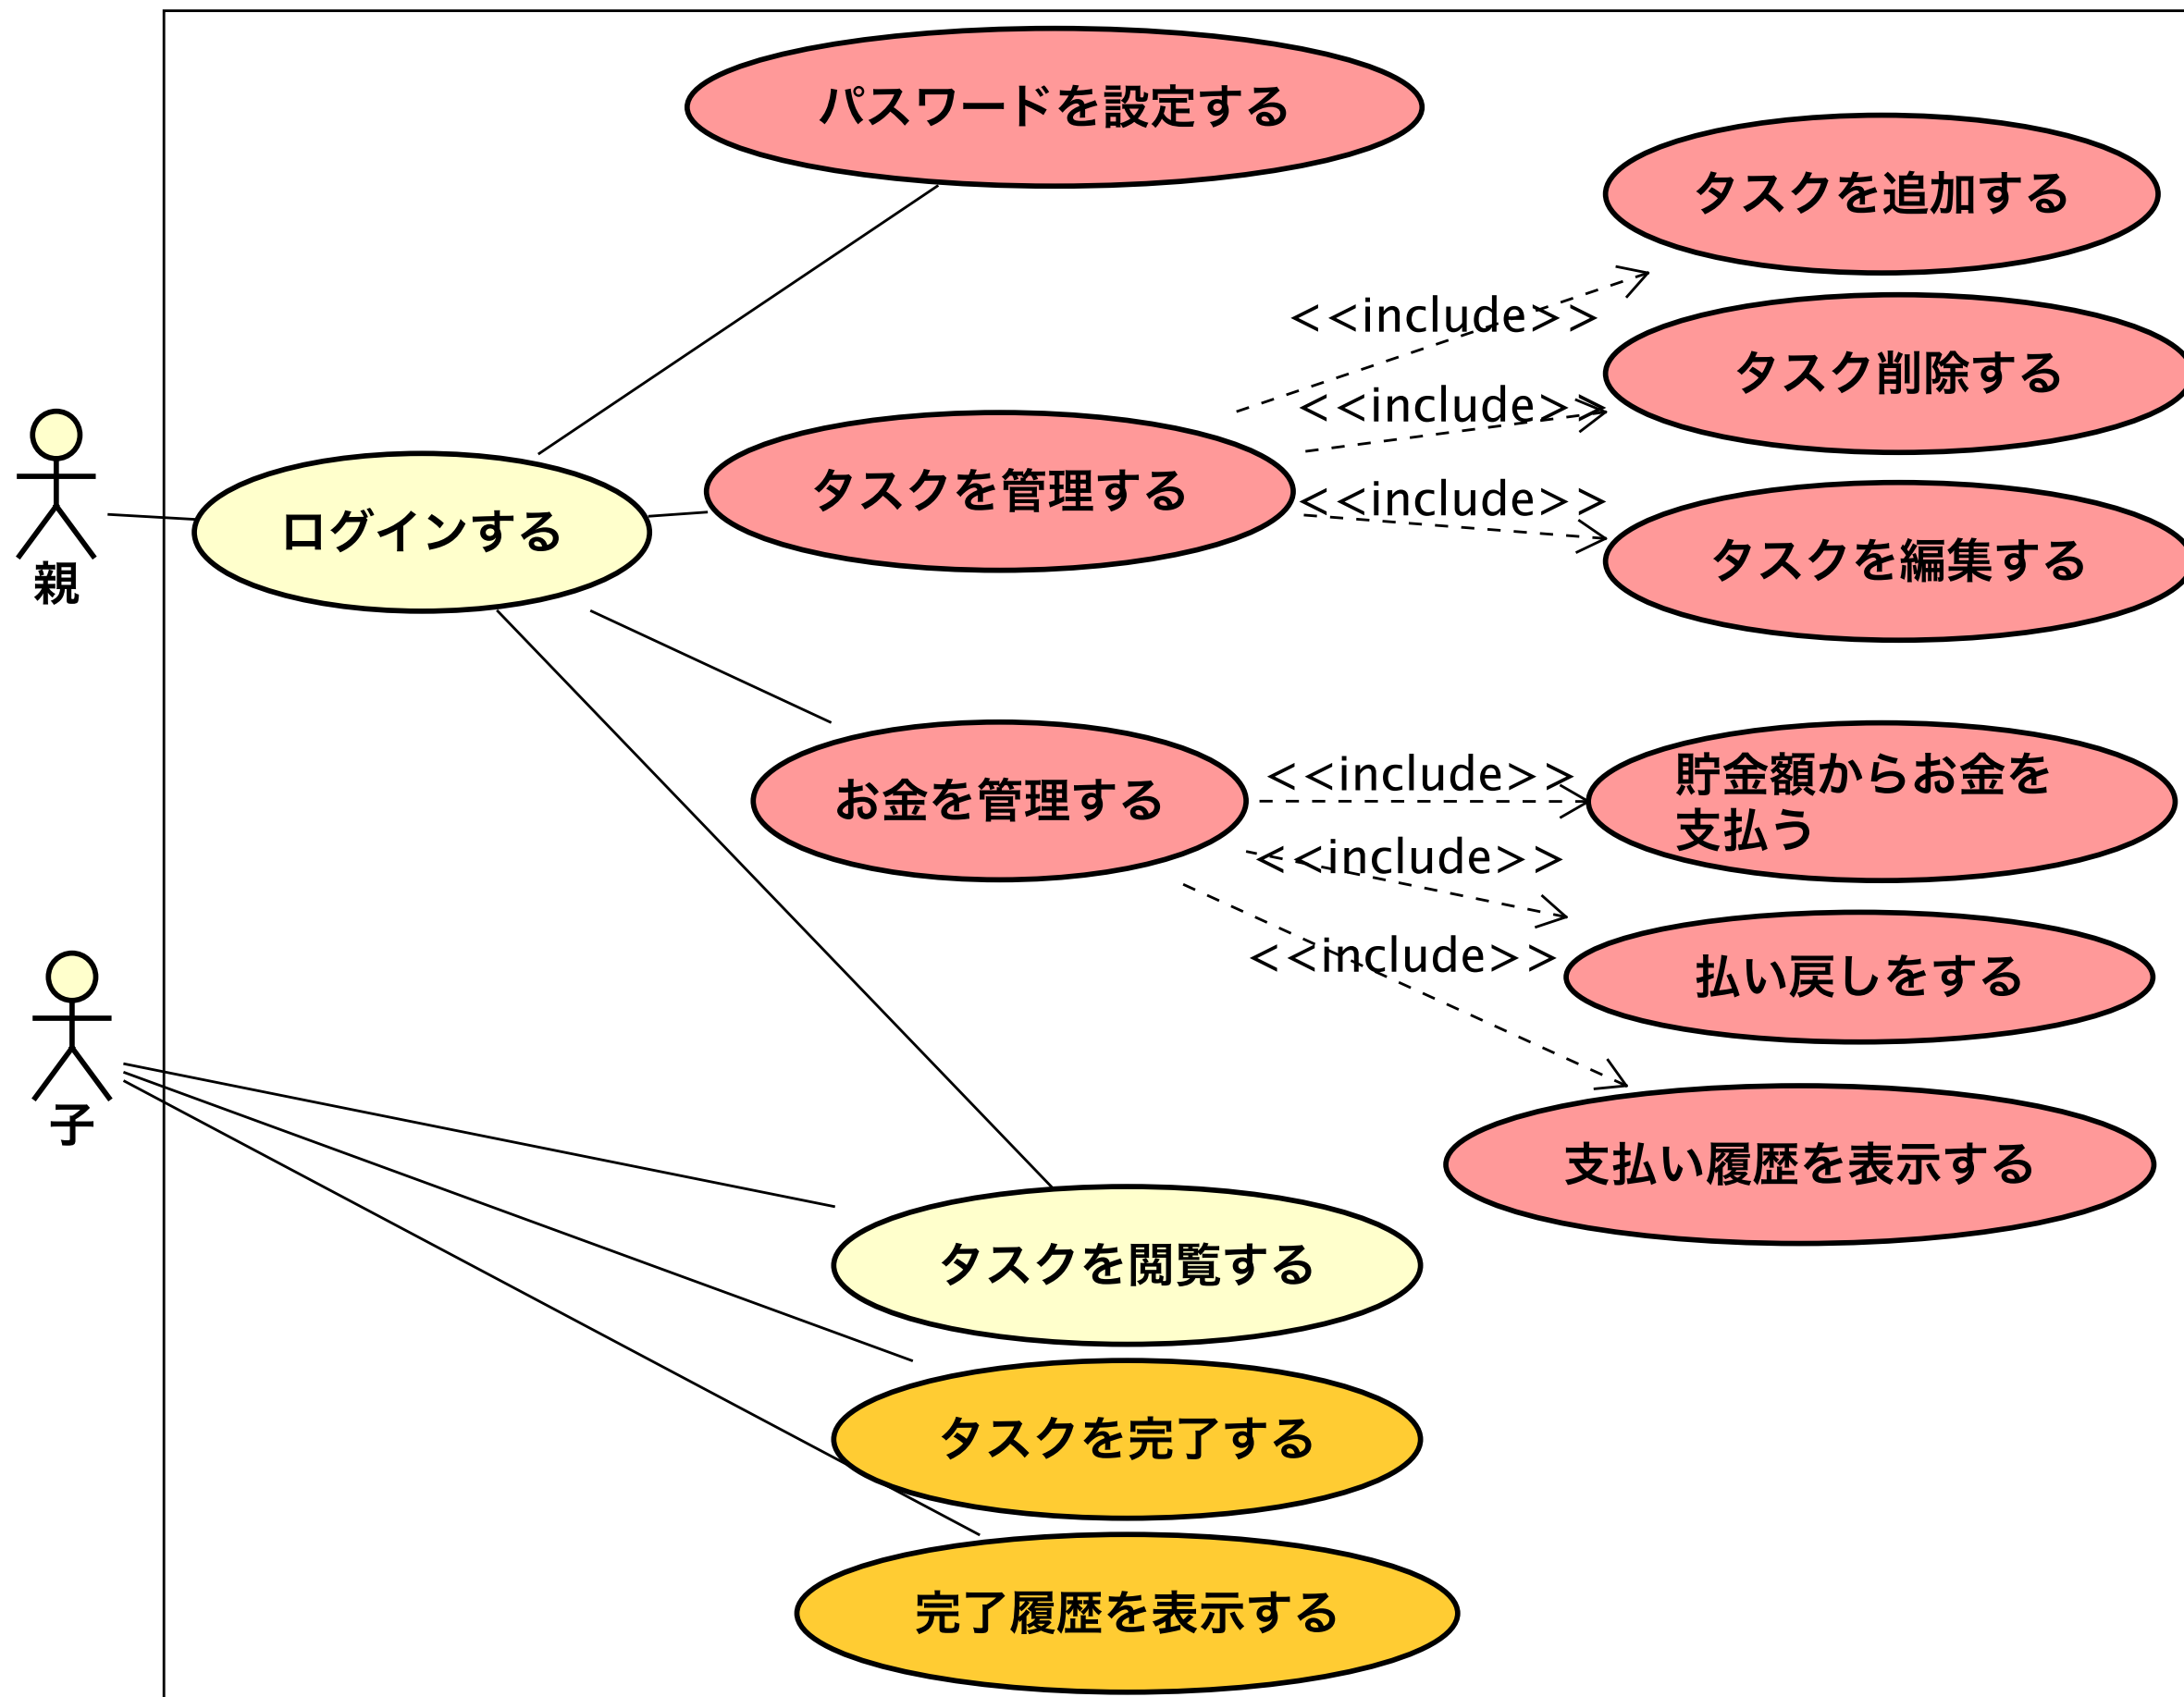 パスワードを設定する
タスクを追加する
<<include>>
タスク削除する
<<include>>
タスクを管理する
<<include>>
ログインする
タスクを編集する
親
<<include>>
貯金額からお金を
支払う
お金を管理する
<<include>>
<<include>>
払い戻しをする
子
支払い履歴を表示する
タスクを閲覧する
タスクを完了する
完了履歴を表示する